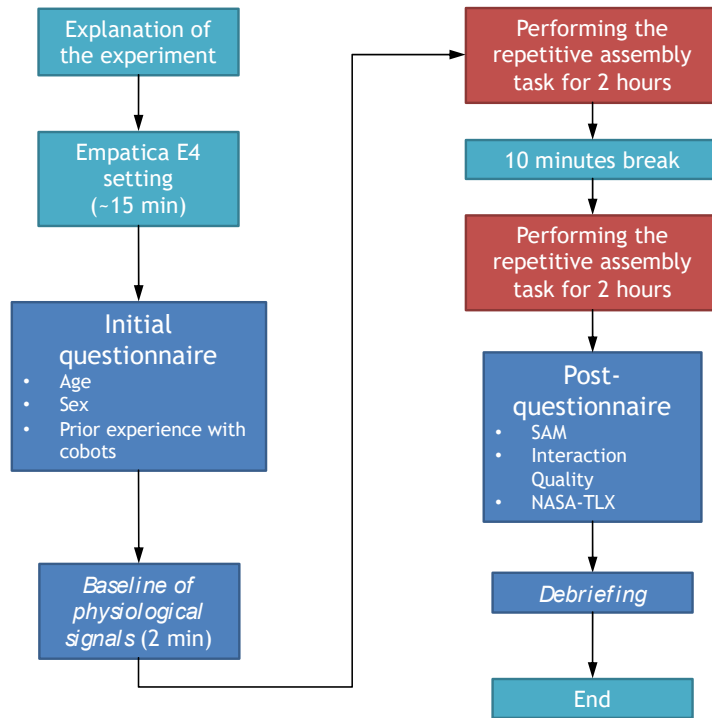 Explanation of
the experiment
Empatica E4
setting
(~15 min)
Initial
questionnaire
• Age
• Sex
• Prior experience with
cobots
Baseline of
physiological
signals (2 min)
Performing the
repetitive assembly
task for 2 hours
10 minutes break
Performing the
repetitive assembly
task for 2 hours
Post-
questionnaire
• SAM
• Interaction
Quality
• NASA-TLX
Debriefing
End